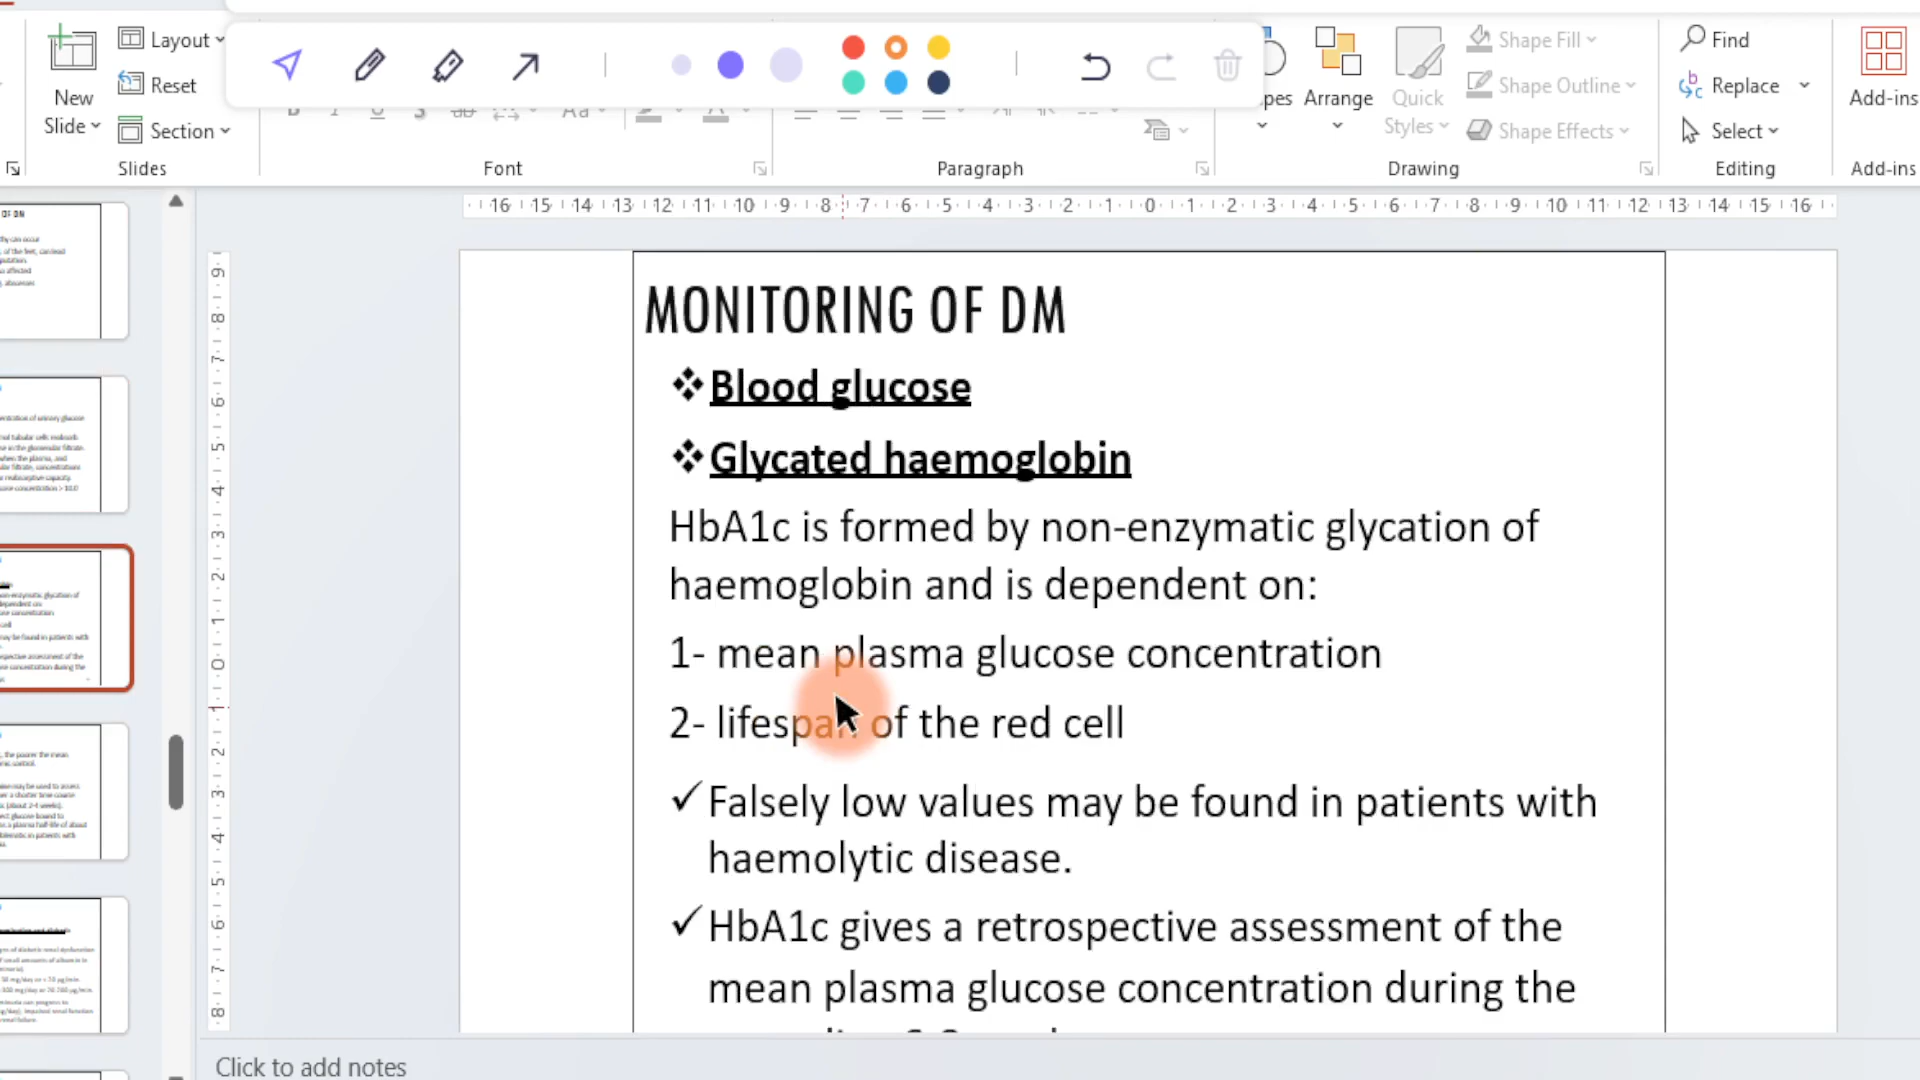 New
Slide
Layout
Reset
Section
Slides
Font
Paragraph
Arrange
Quick
Styles
Shape Fill
Shape Outline
Shape Effects
Drawing
Find
Replace
Select
Editing
Add-ins
Add-ins
MONITORING OF DM
❖Blood glucose
❖Glycated haemoglobin
HbA1c is formed by non-enzymatic glycation of
haemoglobin and is dependent on:
1- mean plasma glucose concentration
2- lifespan of the red cell
✓Falsely low values may be found in patients with
haemolytic disease.
✓HbA1c gives a retrospective assessment of the
mean plasma glucose concentration during the
Click to add notes